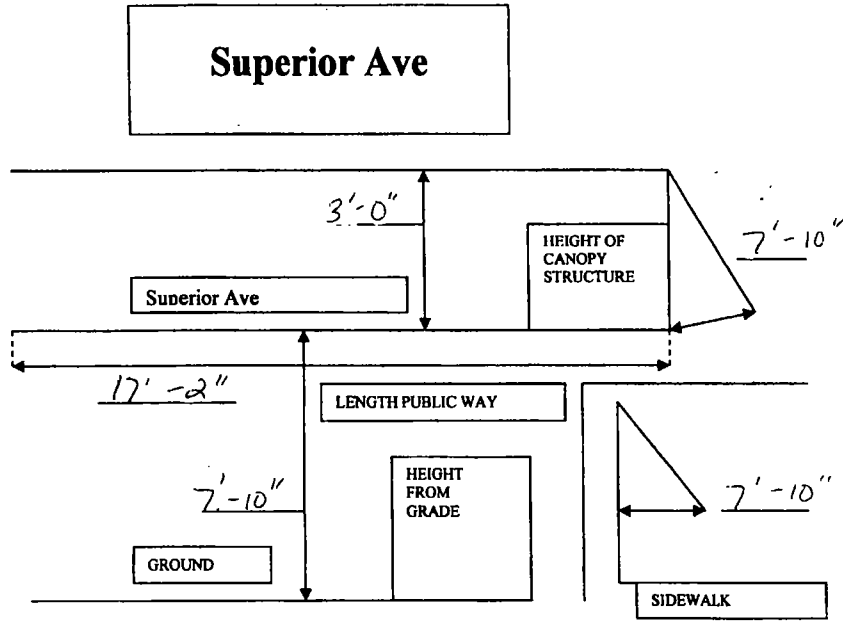 Superior Ave
3'-0"
HEIGHT OF
CANOPY
STRUCTURE
7'-10"
Superior Ave
17'-2"
LENGTH PUBLIC WAY
7'-10"
HEIGHT
FROM
GRADE
7'-10"
GROUND
SIDEWALK